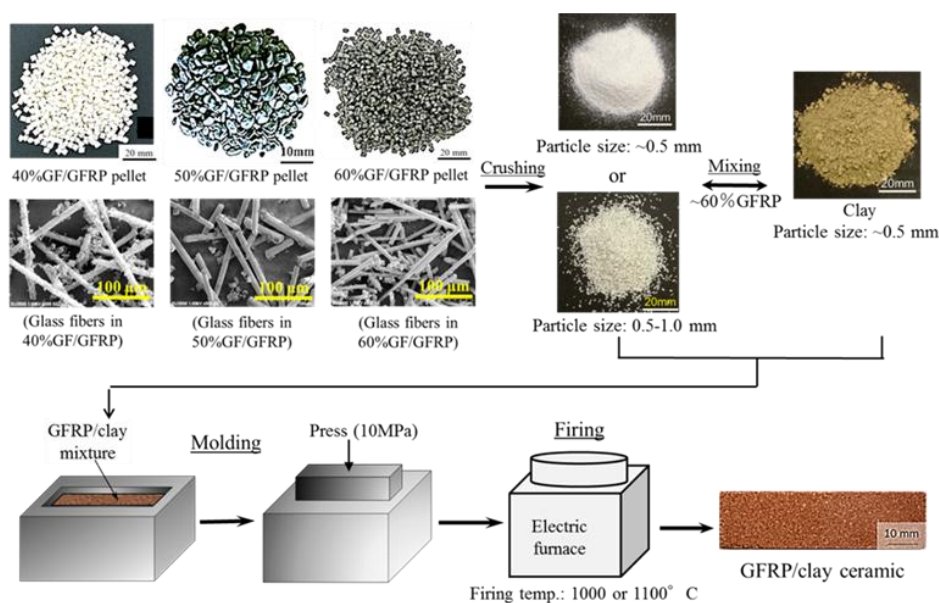 20 mm
10mm
20 mm
40%GF/GFRP pellet
50%GF/GFRP pellet
60%GF/GFRP pellet
100 μm
100 μm
100 μm
(Glass fibers in
40%GF/GFRP)
(Glass fibers in
50%GF/GFRP)
(Glass fibers in
60%GF/GFRP)
Crushing
20mm
Particle size: ~0.5 mm
or
20mm
Particle size: 0.5-1.0 mm
Mixing
~60%GFRP
20mm
Clay
Particle size: ~0.5 mm
GFRP/clay
mixture
Molding
Press (10MPa)
Firing
Electric
furnace
Firing temp.: 1000 or 1100° C
10 mm
GFRP/clay ceramic